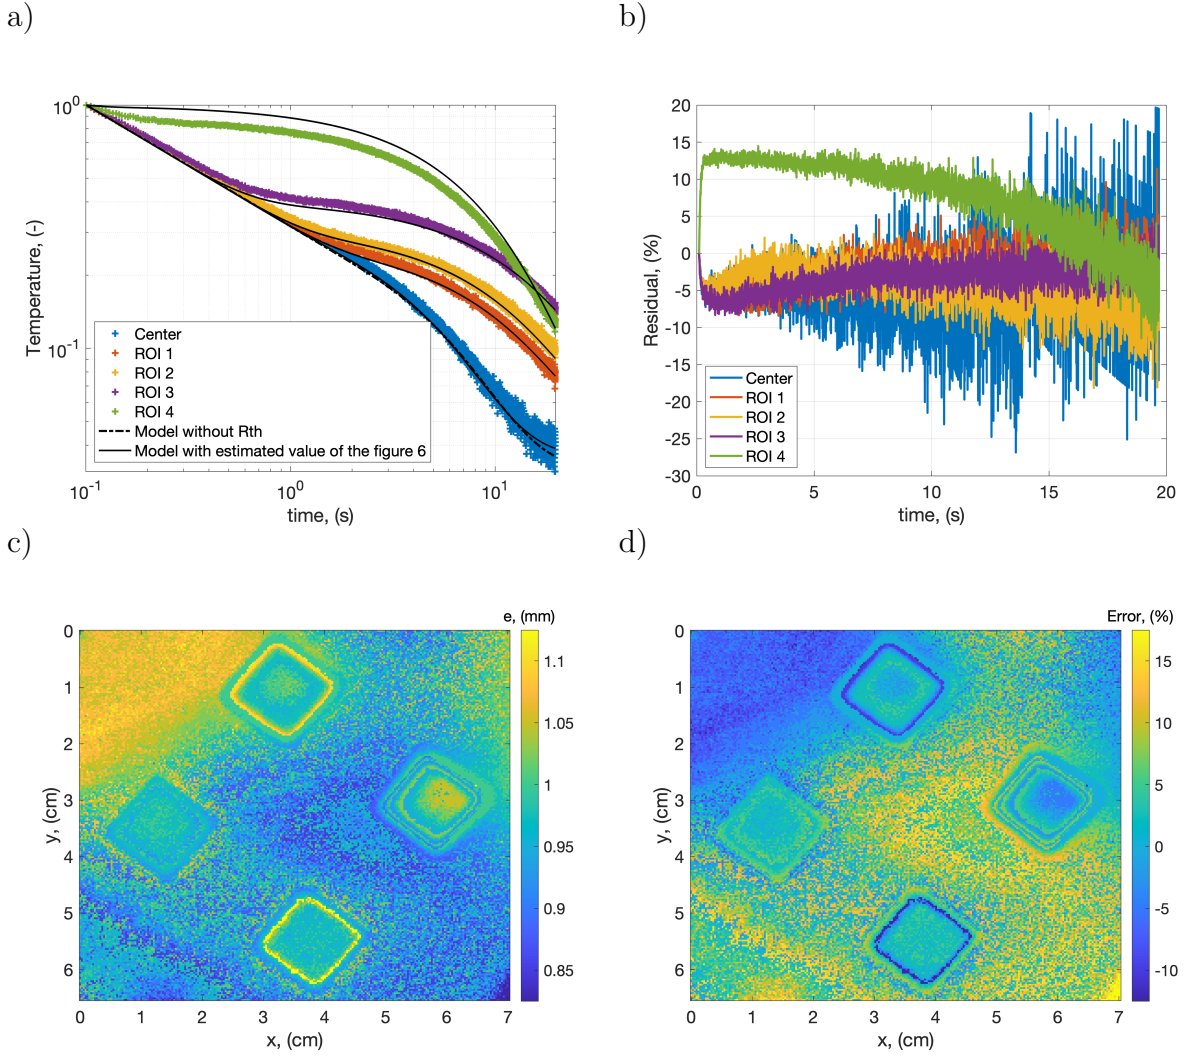 a)
b)
10^0
10^-1
10^-1
10^0
10^1
Temperature, (-)
time, (s)
Center
ROI 1
ROI 2
ROI 3
ROI 4
Model without Rth
Model with estimated value of the figure 6
20
15
10
5
0
-5
-10
-15
-20
-25
-30
0
5
10
15
20
Residual, (%)
time, (s)
Center
ROI 1
ROI 2
ROI 3
ROI 4
c)
d)
e, (mm)
0
1
2
3
4
5
6
0
1
2
3
4
5
6
7
y, (cm)
x, (cm)
1.1
1.05
1
0.95
0.9
0.85
Error, (%)
0
1
2
3
4
5
6
0
1
2
3
4
5
6
7
y, (cm)
x, (cm)
15
10
5
0
-5
-10